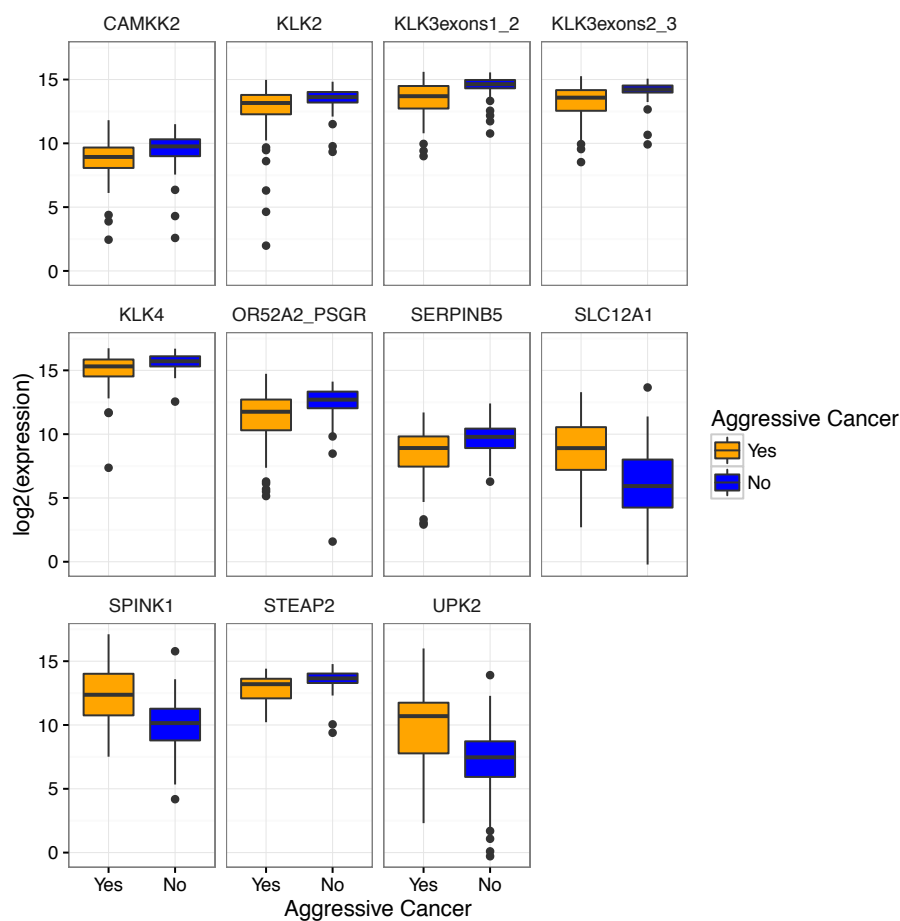 CAMKK2 KLK2 KLK3exons1_2 KLK3exons2_3
15
10
5
0
KLK4 OR52A2_PSGR SERPINB5 SLC12A1
15
10
5
0
log2(expression)
Aggressive Cancer
Yes
No
SPINK1 STEAP2 UPK2
15
10
5
0
Yes No Yes No Yes No
Aggressive Cancer